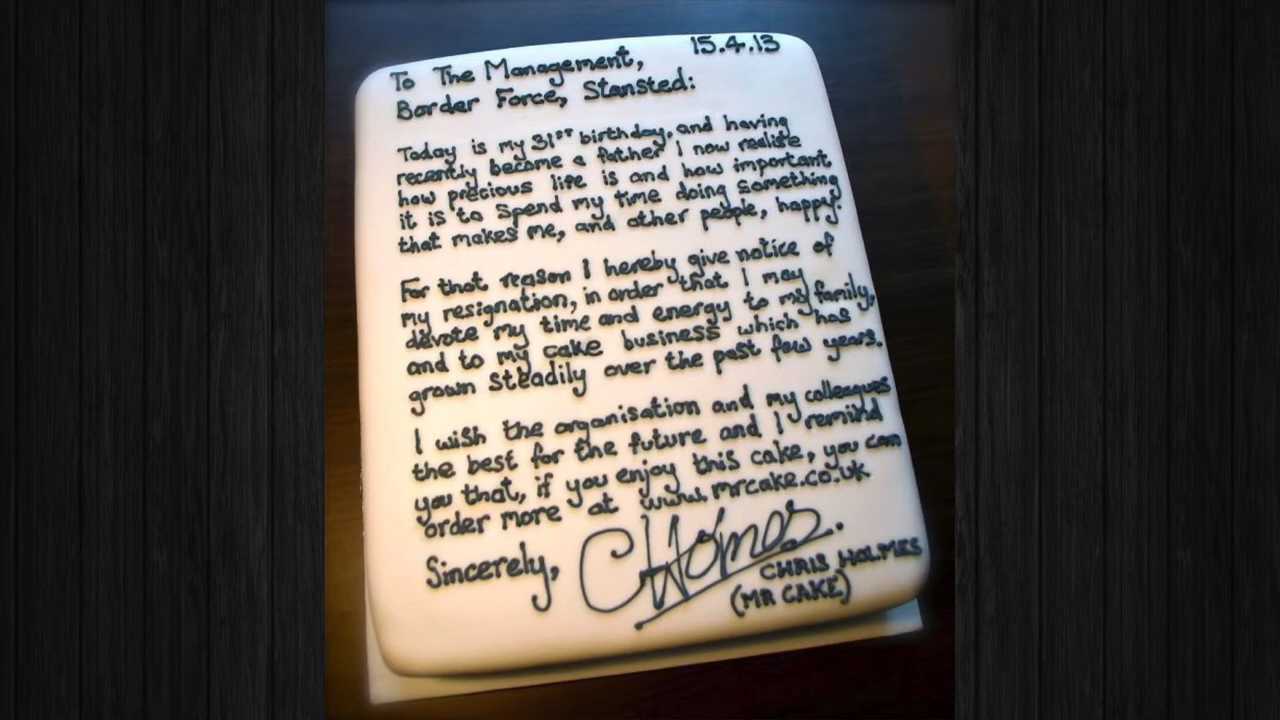 15.4.13
To The Management,
Border Force, Stansted:
Today is my 31st birthday, and having
recently become a father I now realise
how precious life is and how important
it is to spend my time doing something
that makes me, and other people, happy.
For that reason I hereby give notice of
my resignation, in order that I may
devote my time and energy to my family,
and to my cake business which has
grown steadily over the past few years.
I wish the organisation and my colleagues
the best for the future and I remind
you that, if you enjoy this cake, you can
order more at www.mrcake.co.uk
Sincerely, CHolmes.
CHRIS HOLMES
(MR CAKE)